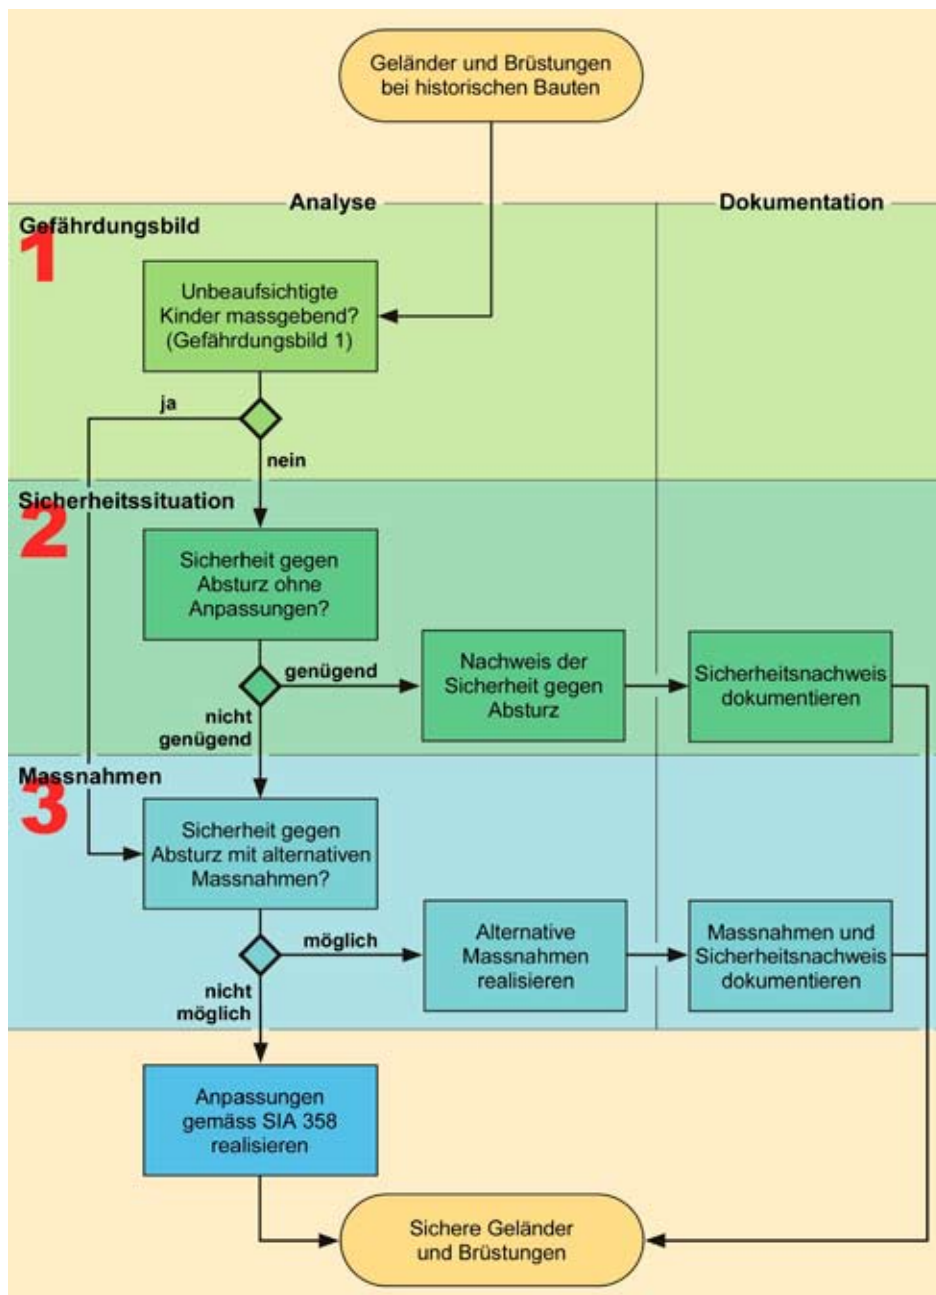 Geländer und Brüstungen
bei historischen Bauten
Analyse
Dokumentation
Gefährdungsbild
1
Unbeaufsichtigte
Kinder massgebend?
(Gefährdungsbild 1)
ja
nein
Sicherheitssituation
2
Sicherheit gegen
Absturz ohne
Anpassungen?
genügend
Nachweis der
Sicherheit gegen
Absturz
Sicherheitsnachweis
dokumentieren
nicht
genügend
Massnahmen
3
Sicherheit gegen
Absturz mit alternativen
Massnahmen?
möglich
Alternative
Massnahmen
realisieren
Massnahmen und
Sicherheitsnachweis
dokumentieren
nicht
möglich
Anpassungen
gemäss SIA 358
realisieren
Sichere Geländer
und Brüstungen